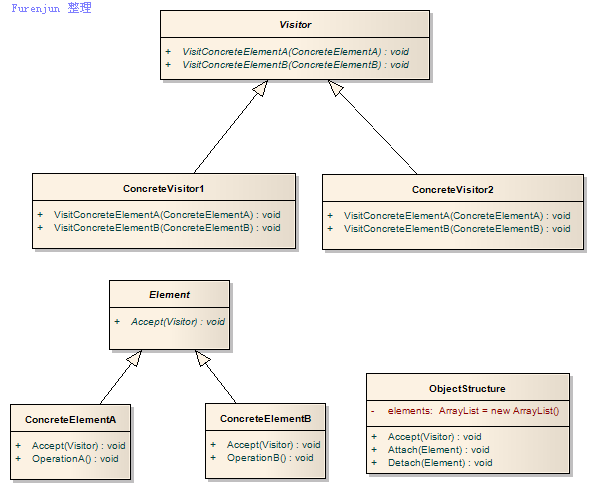 Furenjun 整理
Visitor
+ VisitConcreteElementA(ConcreteElementA) : void
+ VisitConcreteElementB(ConcreteElementB) : void
ConcreteVisitor1
+ VisitConcreteElementA(ConcreteElementA) : void
+ VisitConcreteElementB(ConcreteElementB) : void
ConcreteVisitor2
+ VisitConcreteElementA(ConcreteElementA) : void
+ VisitConcreteElementB(ConcreteElementB) : void
Element
+ Accept(Visitor) : void
ConcreteElementA
+ Accept(Visitor) : void
+ OperationA() : void
ConcreteElementB
+ Accept(Visitor) : void
+ OperationB() : void
ObjectStructure
- elements: ArrayList = new ArrayList()
+ Accept(Visitor) : void
+ Attach(Element) : void
+ Detach(Element) : void